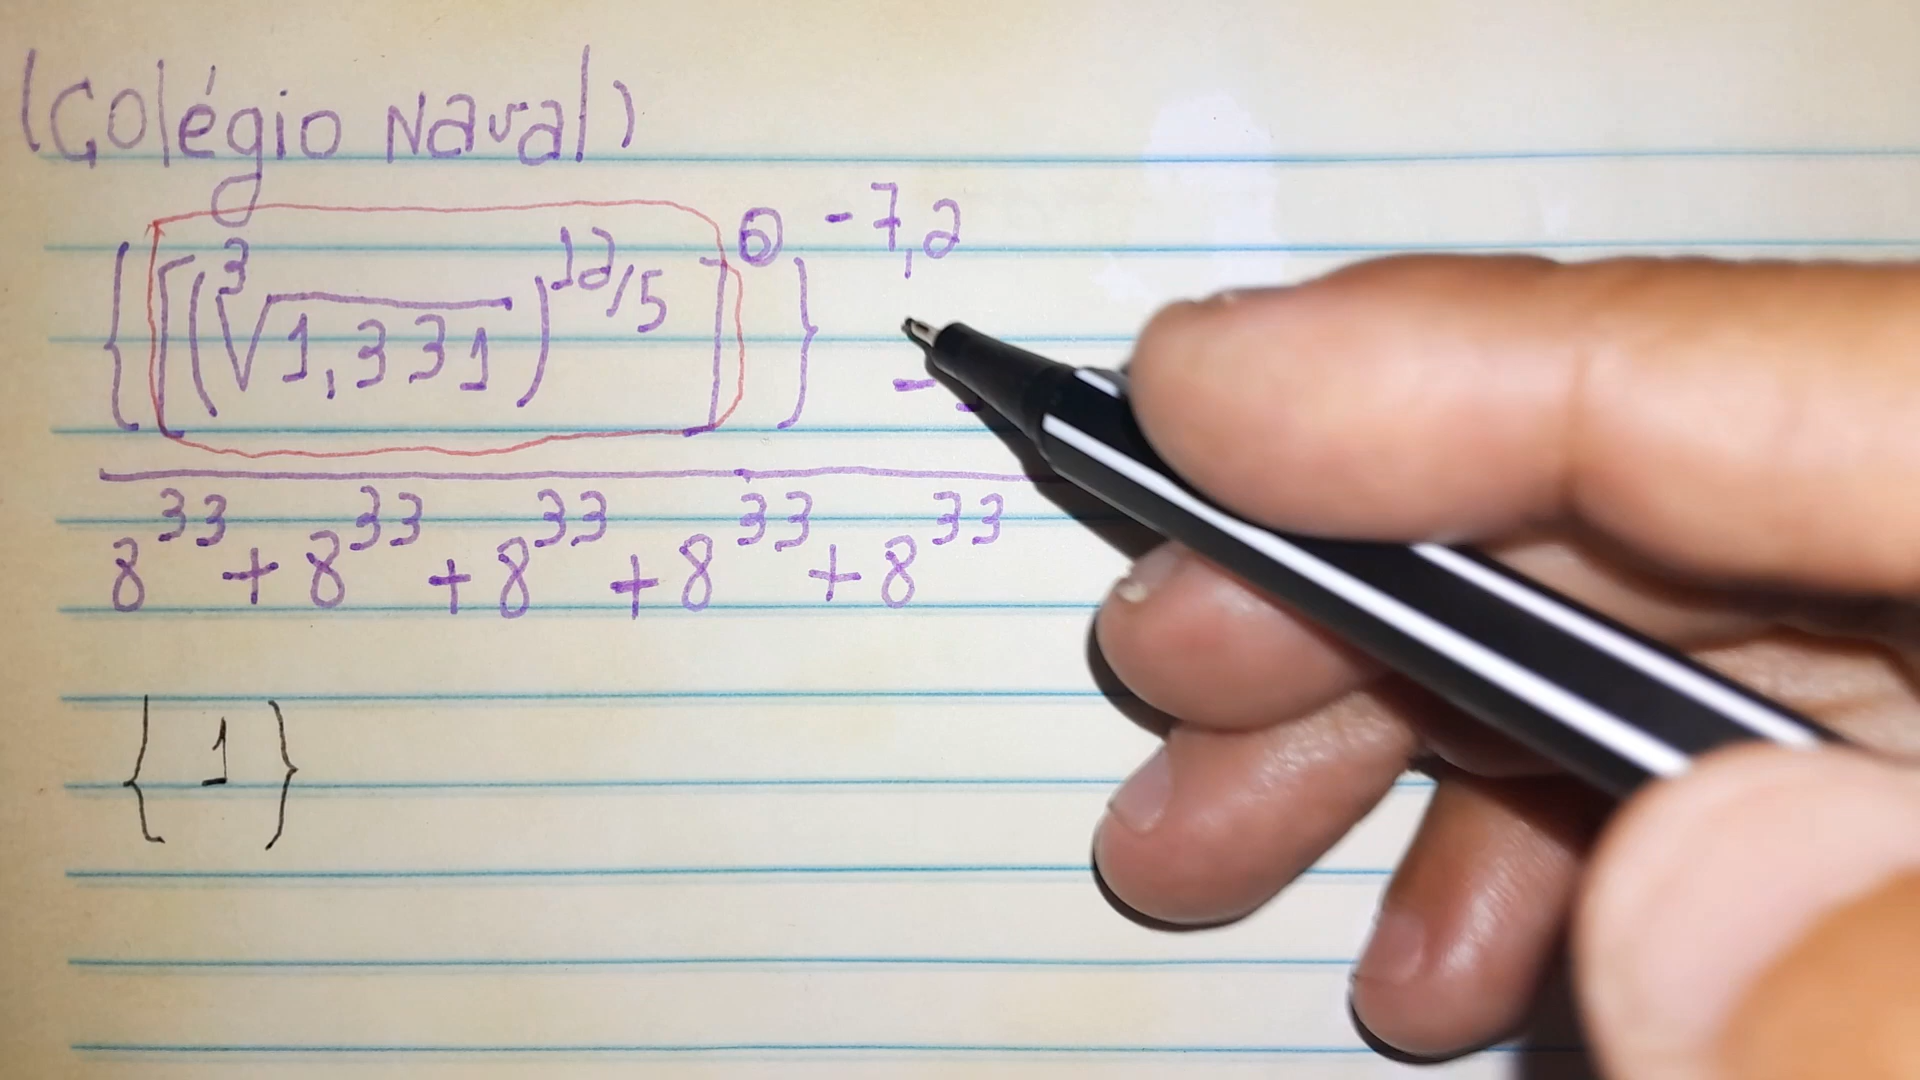 (Colégio Naval)
{[(∛1,331)^12/5]^0}^-7,2 -
8^33 + 8^33 + 8^33 + 8^33 + 8^33
{ 1 }